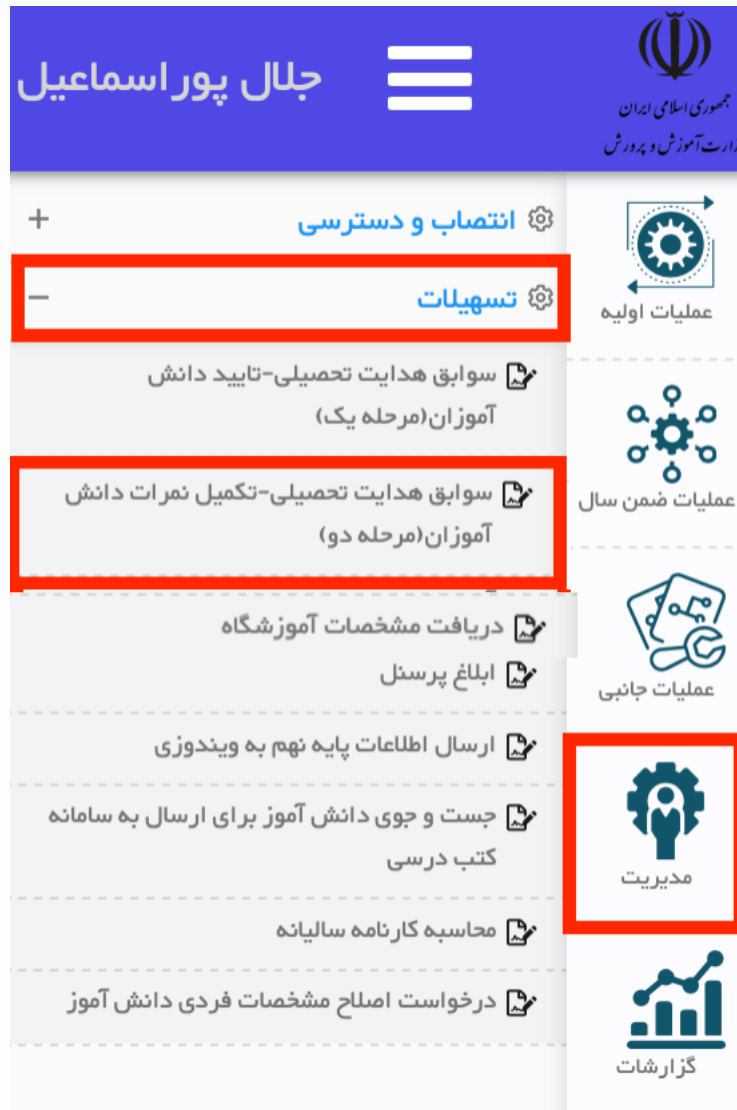 جلال پور اسماعیل
جمهوری اسلامی ایران
وزارت آموزش و پرورش
عملیات اولیه
عملیات ضمن سال
عملیات جانبی
مدیریت
گزارشات
انتصاب و دسترسی
تسهیلات
سوابق هدایت تحصیلی-تایید دانش
آموزان(مرحله یک)
سوابق هدایت تحصیلی-تکمیل نمرات دانش
آموزان(مرحله دو)
دریافت مشخصات آموزشگاه
ابلاغ پرسنل
ارسال اطلاعات پایه نهم به ویندوزی
جست و جوی دانش آموز برای ارسال به سامانه
کتب درسی
محاسبه کارنامه سالیانه
درخواست اصلاح مشخصات فردی دانش آموز